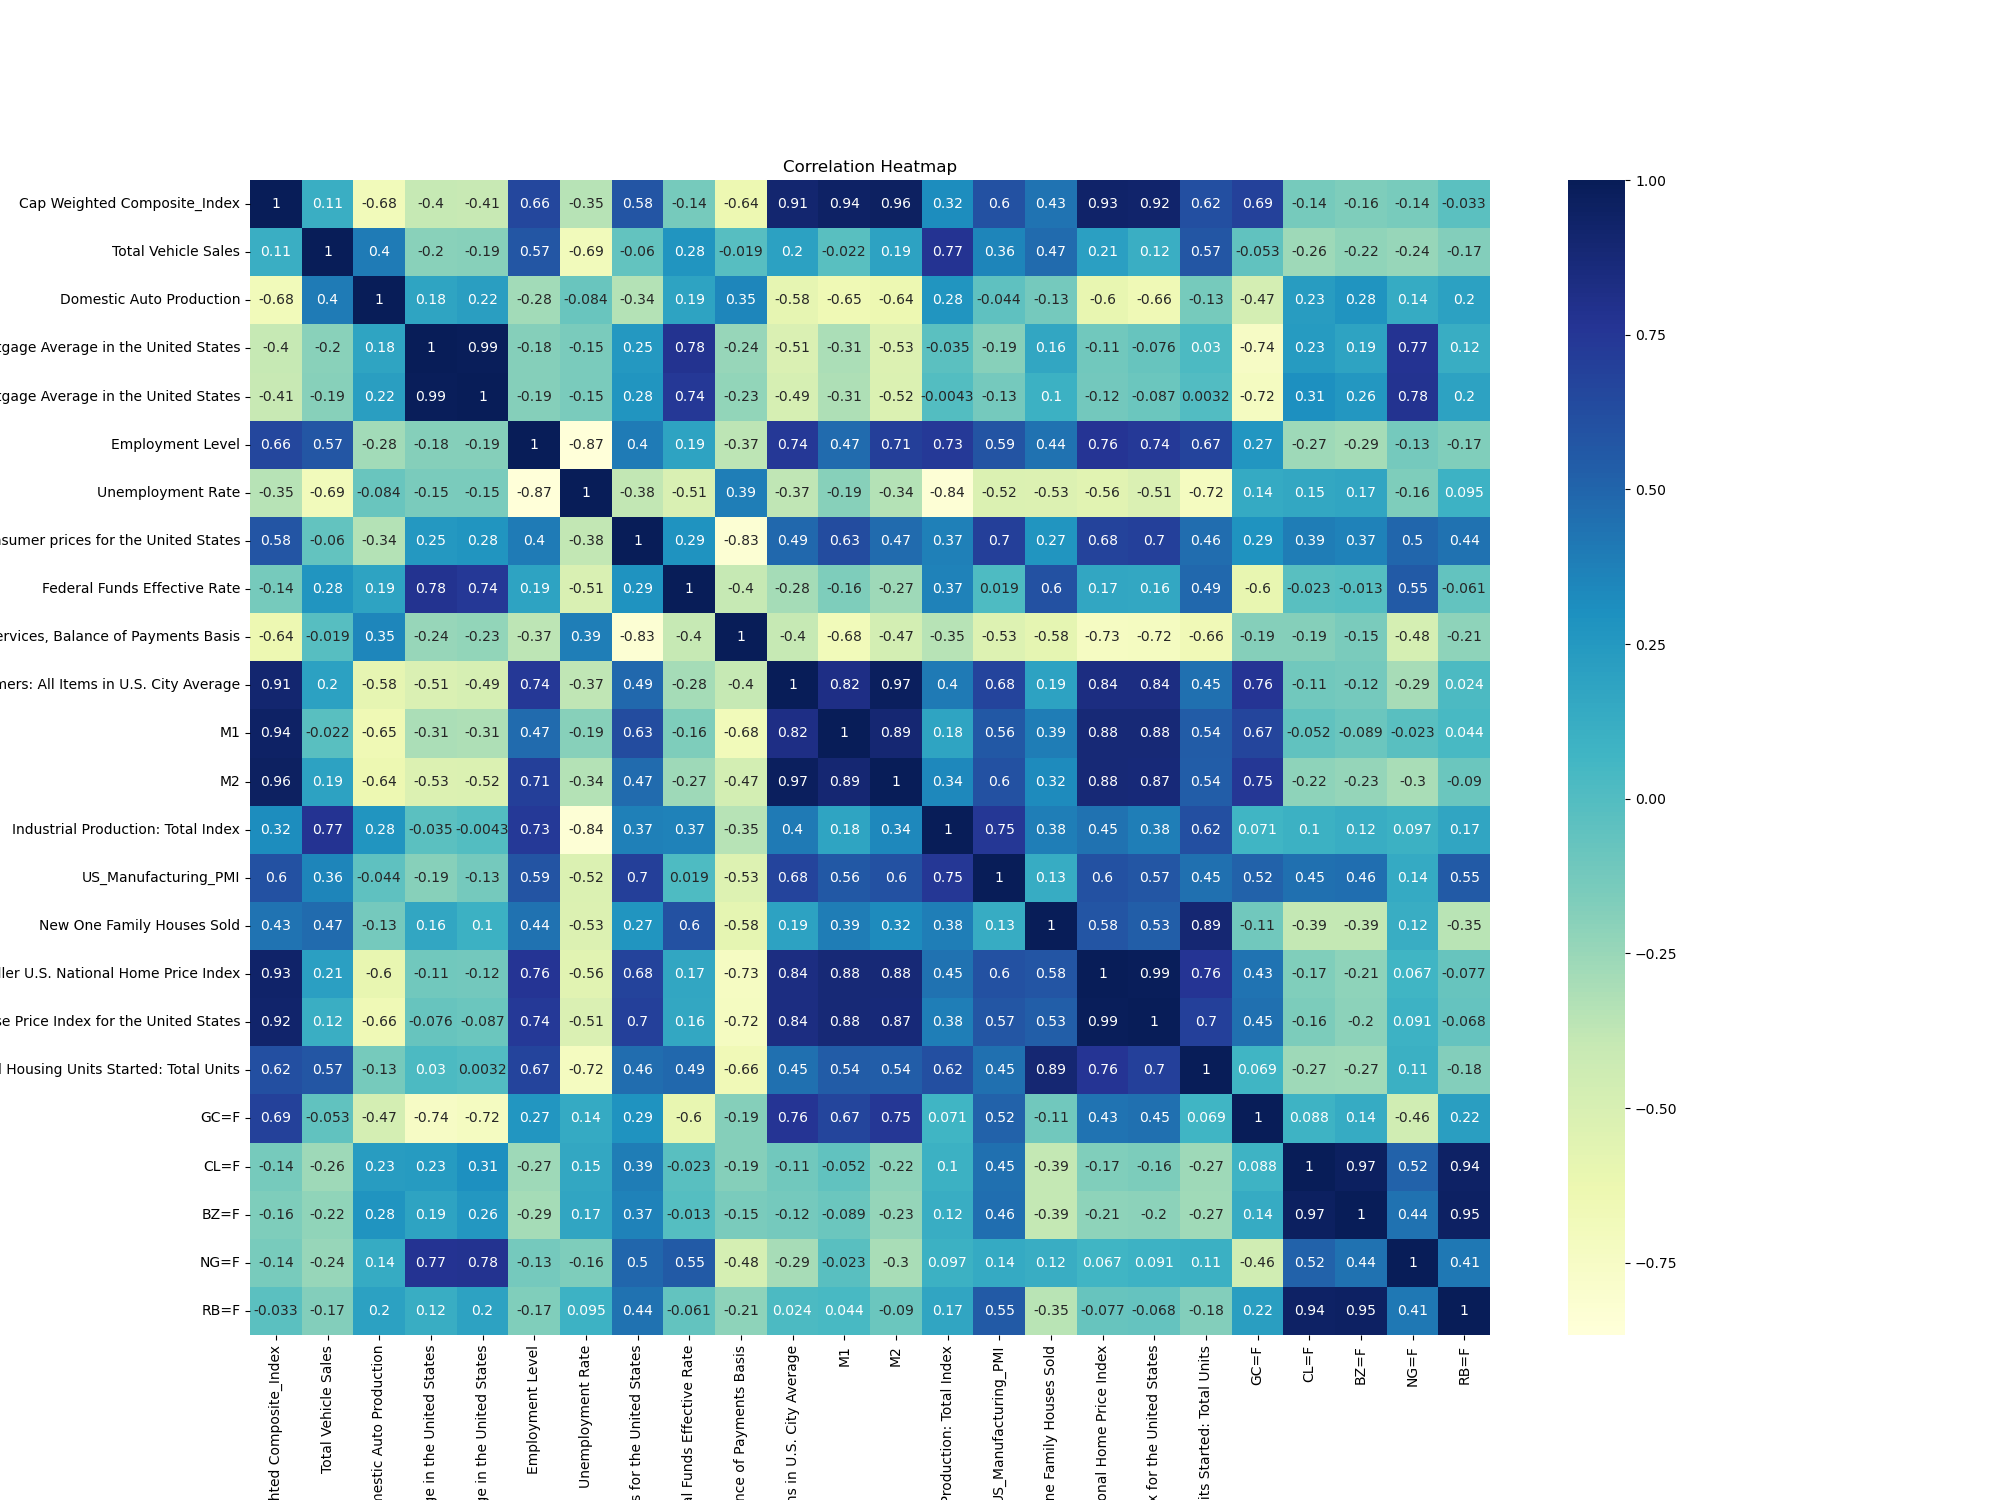 Correlation Heatmap
Cap Weighted Composite_Index 1 0.11 -0.68 -0.4 -0.41 0.66 -0.35 0.58 -0.14 -0.64 0.91 0.94 0.96 0.32 0.6 0.43 0.93 0.92 0.62 0.69 -0.14 -0.16 -0.14 -0.033
Total Vehicle Sales 0.11 1 0.4 -0.2 -0.19 0.57 -0.69 -0.06 0.28 -0.019 0.2 -0.022 0.19 0.77 0.36 0.47 0.21 0.12 0.57 -0.053 -0.26 -0.22 -0.24 -0.17
Domestic Auto Production -0.68 0.4 1 0.18 0.22 -0.28 -0.084 -0.34 0.19 0.35 -0.58 -0.65 -0.64 0.28 -0.044 -0.13 -0.6 -0.66 -0.13 -0.47 0.23 0.28 0.14 0.2
tgage Average in the United States -0.4 -0.2 0.18 1 0.99 -0.18 -0.15 0.25 0.78 -0.24 -0.51 -0.31 -0.53 -0.035 -0.19 0.16 -0.11 -0.076 0.03 -0.74 0.23 0.19 0.77 0.12
tgage Average in the United States -0.41 -0.19 0.22 0.99 1 -0.19 -0.15 0.28 0.74 -0.23 -0.49 -0.31 -0.52 -0.0043 -0.13 0.1 -0.12 -0.087 0.0032 -0.72 0.31 0.26 0.78 0.2
Employment Level 0.66 0.57 -0.28 -0.18 -0.19 1 -0.87 0.4 0.19 -0.37 0.74 0.47 0.71 0.73 0.59 0.44 0.76 0.74 0.67 0.27 -0.27 -0.29 -0.13 -0.17
Unemployment Rate -0.35 -0.69 -0.084 -0.15 -0.15 -0.87 1 -0.38 -0.51 0.39 -0.37 -0.19 -0.34 -0.84 -0.52 -0.53 -0.56 -0.51 -0.72 0.14 0.15 0.17 -0.16 0.095
nsumer prices for the United States 0.58 -0.06 -0.34 0.25 0.28 0.4 -0.38 1 0.29 -0.83 0.49 0.63 0.47 0.37 0.7 0.27 0.68 0.7 0.46 0.29 0.39 0.37 0.5 0.44
Federal Funds Effective Rate -0.14 0.28 0.19 0.78 0.74 0.19 -0.51 0.29 1 -0.4 -0.28 -0.16 -0.27 0.37 0.019 0.6 0.17 0.16 0.49 -0.6 -0.023 -0.013 0.55 -0.061
ervices, Balance of Payments Basis -0.64 -0.019 0.35 -0.24 -0.23 -0.37 0.39 -0.83 -0.4 1 -0.4 -0.68 -0.47 -0.35 -0.53 -0.58 -0.73 -0.72 -0.66 -0.19 -0.19 -0.15 -0.48 -0.21
mers: All Items in U.S. City Average 0.91 0.2 -0.58 -0.51 -0.49 0.74 -0.37 0.49 -0.28 -0.4 1 0.82 0.97 0.4 0.68 0.19 0.84 0.84 0.45 0.76 -0.11 -0.12 -0.29 0.024
M1 0.94 -0.022 -0.65 -0.31 -0.31 0.47 -0.19 0.63 -0.16 -0.68 0.82 1 0.89 0.18 0.56 0.39 0.88 0.88 0.54 0.67 -0.052 -0.089 -0.023 0.044
M2 0.96 0.19 -0.64 -0.53 -0.52 0.71 -0.34 0.47 -0.27 -0.47 0.97 0.89 1 0.34 0.6 0.32 0.88 0.87 0.54 0.75 -0.22 -0.23 -0.3 -0.09
Industrial Production: Total Index 0.32 0.77 0.28 -0.035 -0.0043 0.73 -0.84 0.37 0.37 -0.35 0.4 0.18 0.34 1 0.75 0.38 0.45 0.38 0.62 0.071 0.1 0.12 0.097 0.17
US_Manufacturing_PMI 0.6 0.36 -0.044 -0.19 -0.13 0.59 -0.52 0.7 0.019 -0.53 0.68 0.56 0.6 0.75 1 0.13 0.6 0.57 0.45 0.52 0.45 0.46 0.14 0.55
New One Family Houses Sold 0.43 0.47 -0.13 0.16 0.1 0.44 -0.53 0.27 0.6 -0.58 0.19 0.39 0.32 0.38 0.13 1 0.58 0.53 0.89 -0.11 -0.39 -0.39 0.12 -0.35
ller U.S. National Home Price Index 0.93 0.21 -0.6 -0.11 -0.12 0.76 -0.56 0.68 0.17 -0.73 0.84 0.88 0.88 0.45 0.6 0.58 1 0.99 0.76 0.43 -0.17 -0.21 0.067 -0.077
se Price Index for the United States 0.92 0.12 -0.66 -0.076 -0.087 0.74 -0.51 0.7 0.16 -0.72 0.84 0.88 0.87 0.38 0.57 0.53 0.99 1 0.7 0.45 -0.16 -0.2 0.091 -0.068
l Housing Units Started: Total Units 0.62 0.57 -0.13 0.03 0.0032 0.67 -0.72 0.46 0.49 -0.66 0.45 0.54 0.54 0.62 0.45 0.89 0.76 0.7 1 0.069 -0.27 -0.27 0.11 -0.18
GC=F 0.69 -0.053 -0.47 -0.74 -0.72 0.27 0.14 0.29 -0.6 -0.19 0.76 0.67 0.75 0.071 0.52 -0.11 0.43 0.45 0.069 1 0.088 0.14 -0.46 0.22
CL=F -0.14 -0.26 0.23 0.23 0.31 -0.27 0.15 0.39 -0.023 -0.19 -0.11 -0.052 -0.22 0.1 0.45 -0.39 -0.17 -0.16 -0.27 0.088 1 0.97 0.52 0.94
BZ=F -0.16 -0.22 0.28 0.19 0.26 -0.29 0.17 0.37 -0.013 -0.15 -0.12 -0.089 -0.23 0.12 0.46 -0.39 -0.21 -0.2 -0.27 0.14 0.97 1 0.44 0.95
NG=F -0.14 -0.24 0.14 0.77 0.78 -0.13 -0.16 0.5 0.55 -0.48 -0.29 -0.023 -0.3 0.097 0.14 0.12 0.067 0.091 0.11 -0.46 0.52 0.44 1 0.41
RB=F -0.033 -0.17 0.2 0.12 0.2 -0.17 0.095 0.44 -0.061 -0.21 0.024 0.044 -0.09 0.17 0.55 -0.35 -0.077 -0.068 -0.18 0.22 0.94 0.95 0.41 1
hted Composite_Index
Total Vehicle Sales
mestic Auto Production
ge in the United States
ge in the United States
Employment Level
Unemployment Rate
s for the United States
al Funds Effective Rate
nce of Payments Basis
ns in U.S. City Average
M1
M2
Production: Total Index
US_Manufacturing_PMI
ne Family Houses Sold
onal Home Price Index
x for the United States
its Started: Total Units
GC=F
CL=F
BZ=F
NG=F
RB=F
1.00
0.75
0.50
0.25
0.00
−0.25
−0.50
−0.75